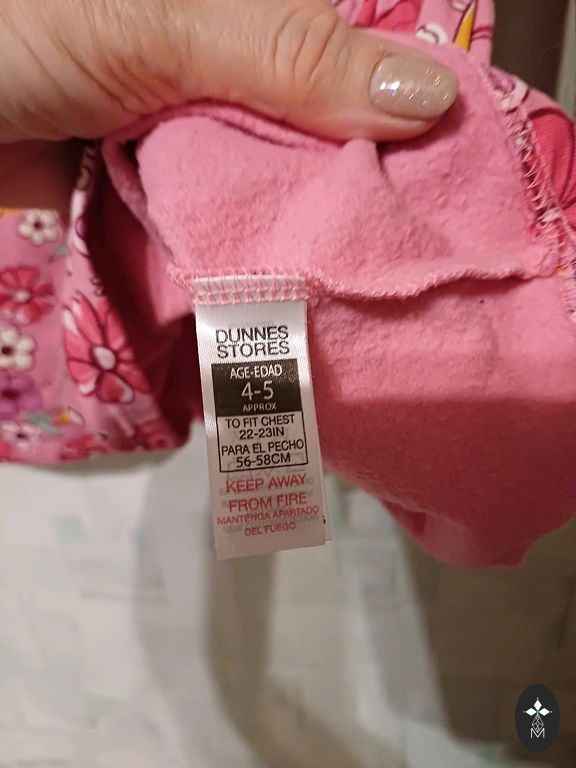 DUNNES
STORES
AGE-EDAD
4-5
APPROX
TO FIT CHEST
22-23IN
PARA EL PECHO
56-58CM
KEEP AWAY
FROM FIRE
MANTENGA APARTADO
DEL FUEGO